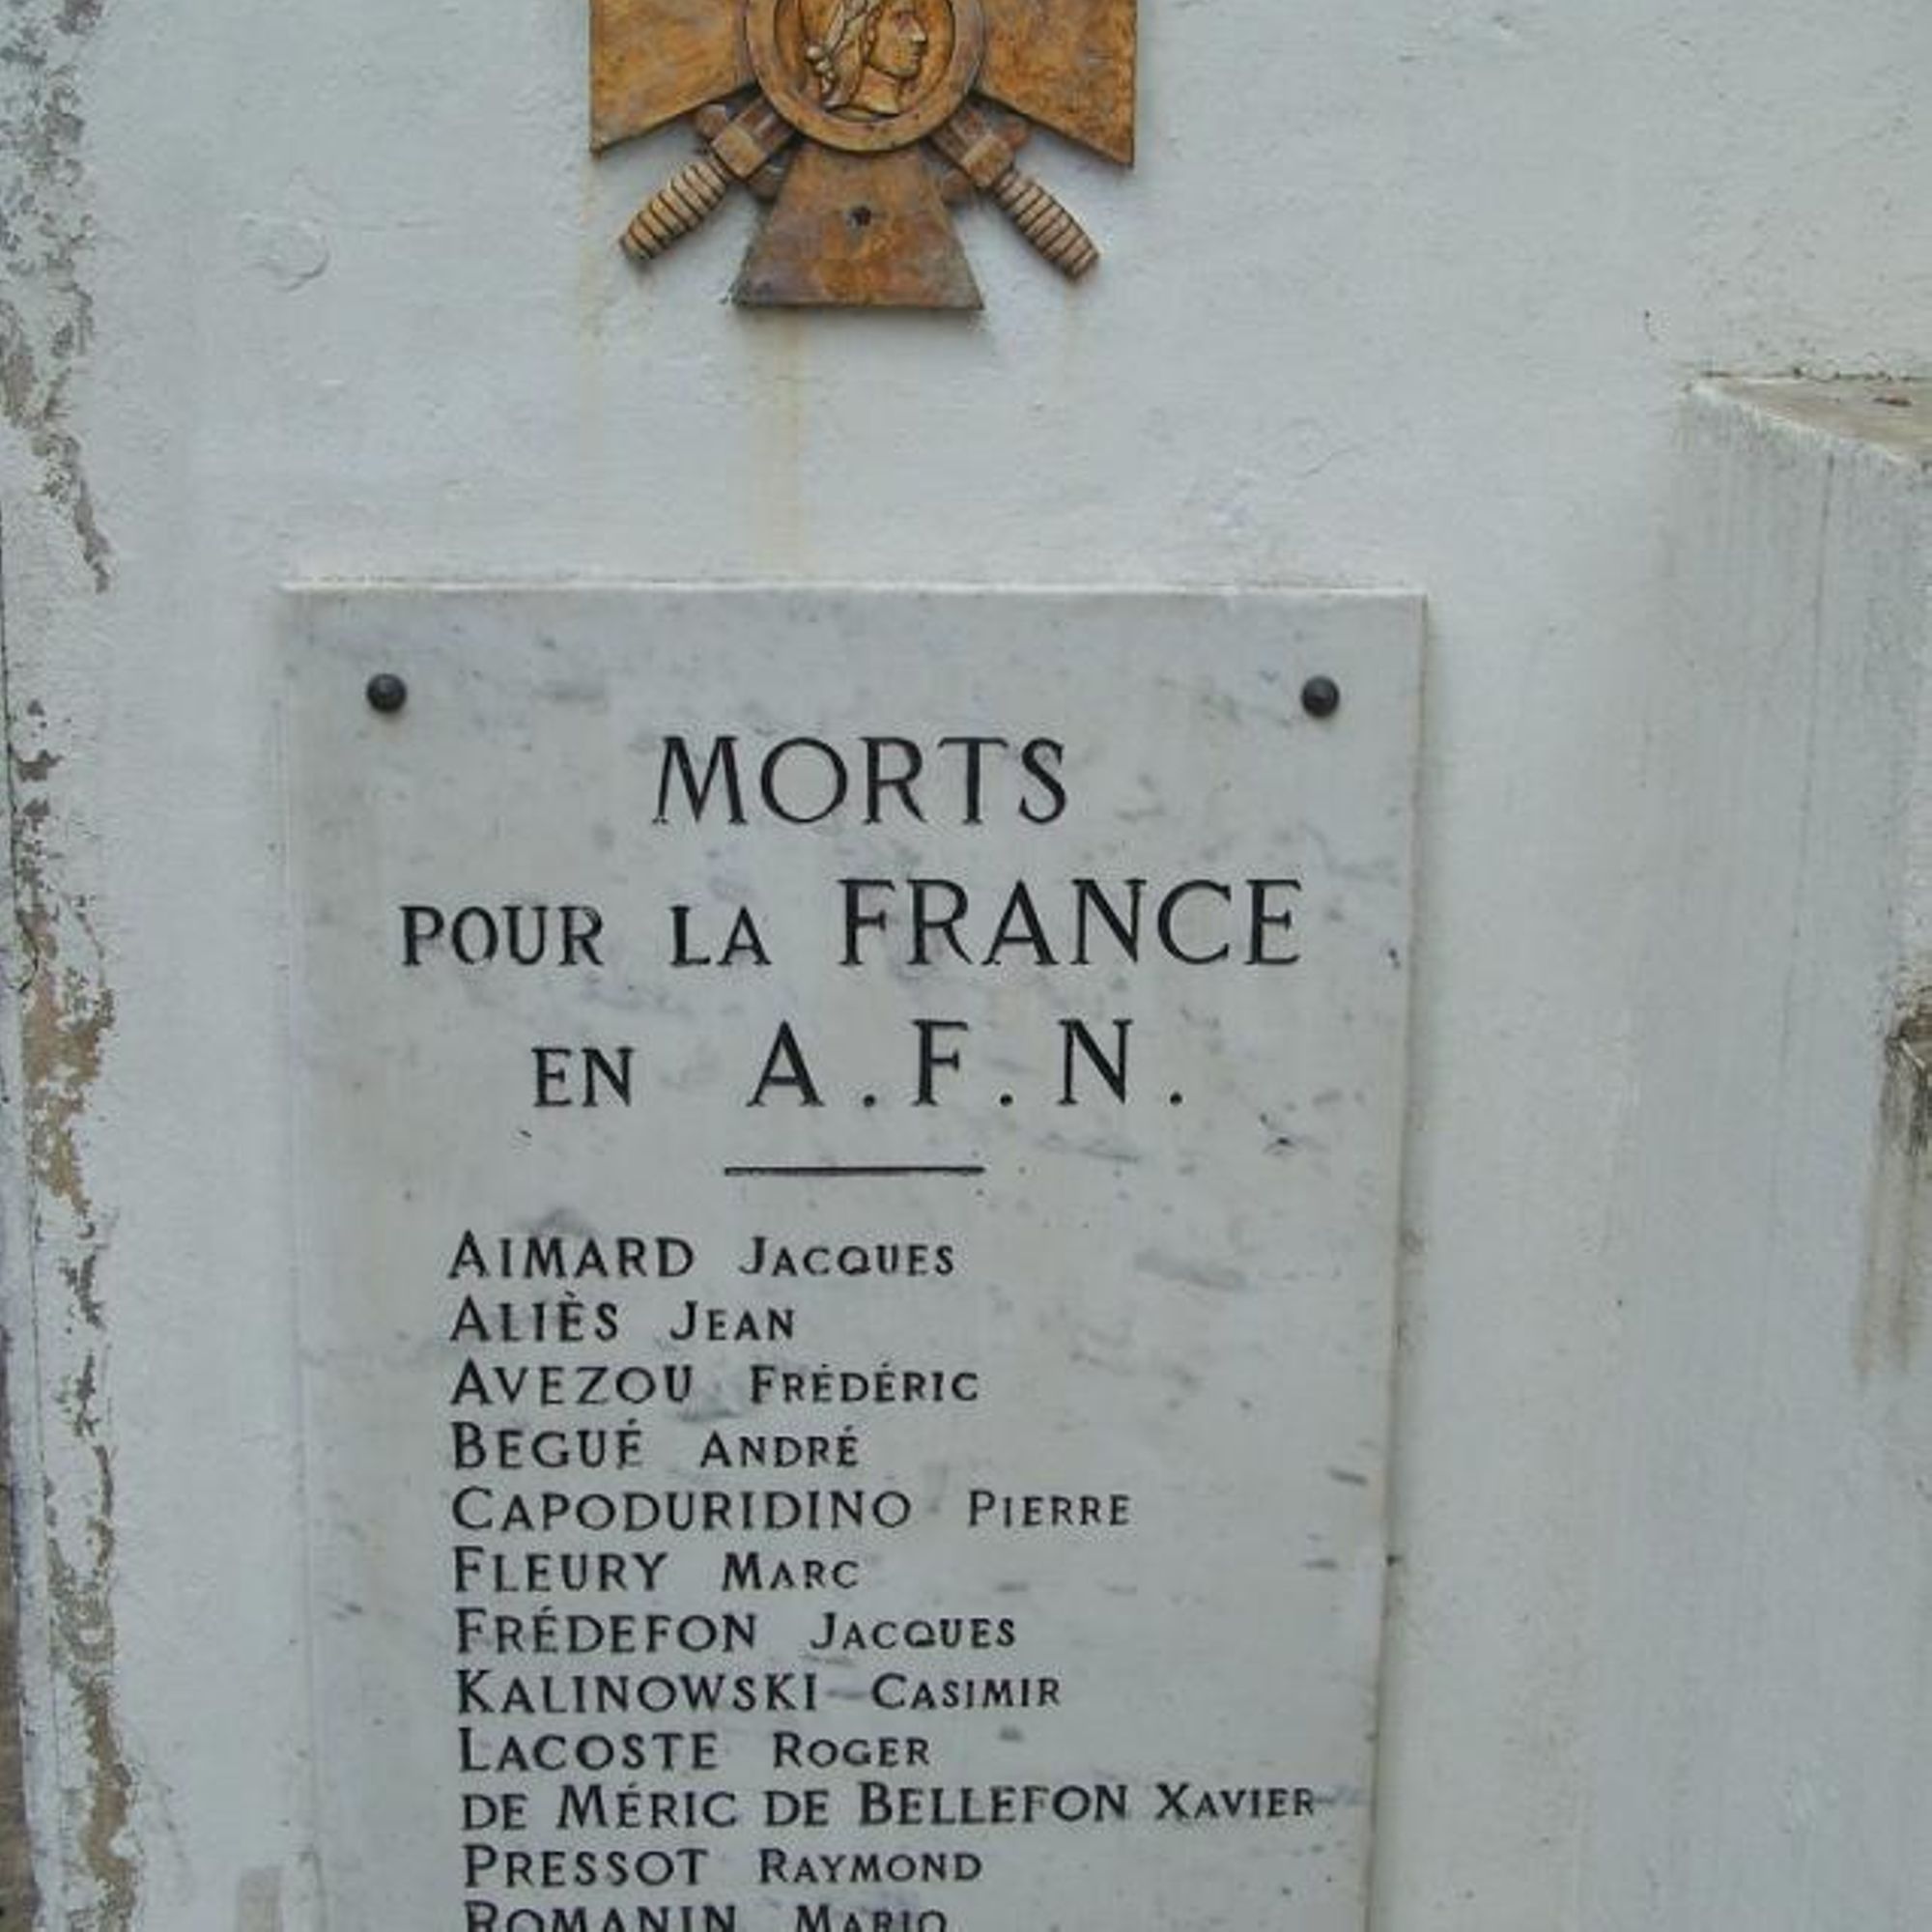 MORTS
POUR LA FRANCE
EN A.F.N.
AIMARD JACQUES
ALIÈS JEAN
AVEZOU FRÉDÉRIC
BEGUÉ ANDRÉ
CAPODURIDINO PIERRE
FLEURY MARC
FRÉDEFON JACQUES
KALINOWSKI CASIMIR
LACOSTE ROGER
DE MÉRIC DE BELLEFON XAVIER
PRESSOT RAYMOND
ROMANIN MARIO